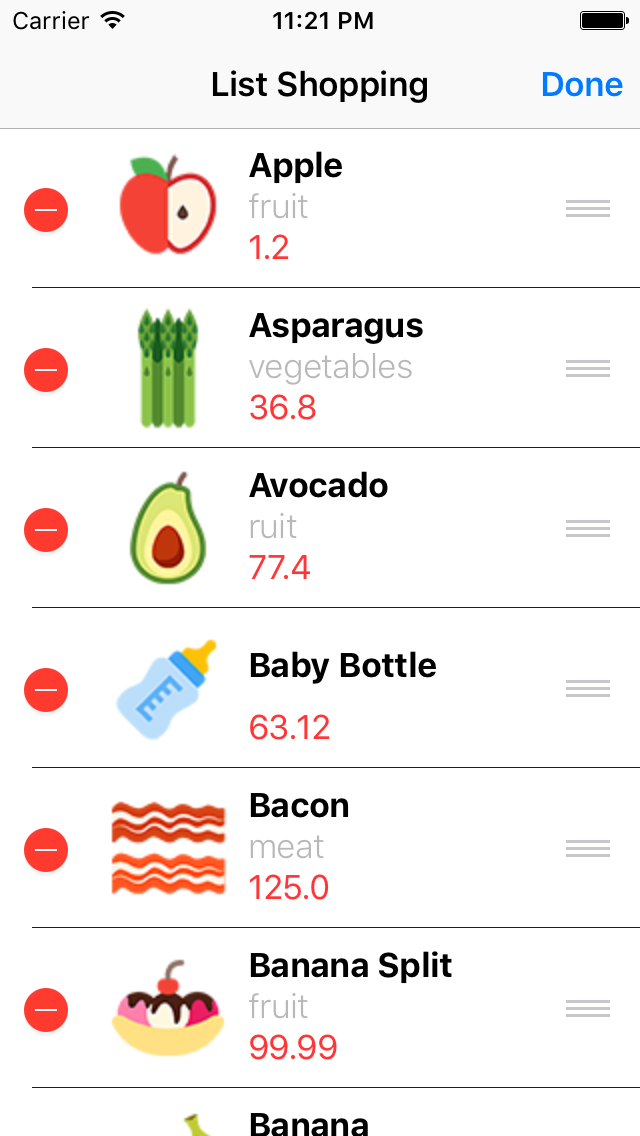 Carrier 11:21 PM
List Shopping Done
Apple
fruit
1.2
Asparagus
vegetables
36.8
Avocado
ruit
77.4
Baby Bottle
63.12
Bacon
meat
125.0
Banana Split
fruit
99.99
Banana